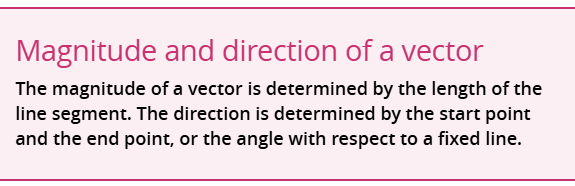 Magnitude and direction of a vector
The magnitude of a vector is determined by the length of the
line segment. The direction is determined by the start point
and the end point, or the angle with respect to a fixed line.